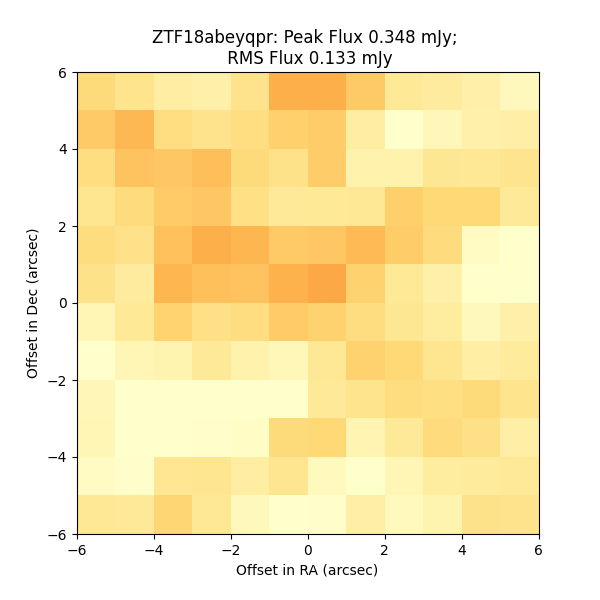 ZTF18abeyqpr: Peak Flux 0.348 mJy;
RMS Flux 0.133 mJy
6
4
2
0
−2
−4
−6
Offset in Dec (arcsec)
−6 −4 −2 0 2 4 6
Offset in RA (arcsec)